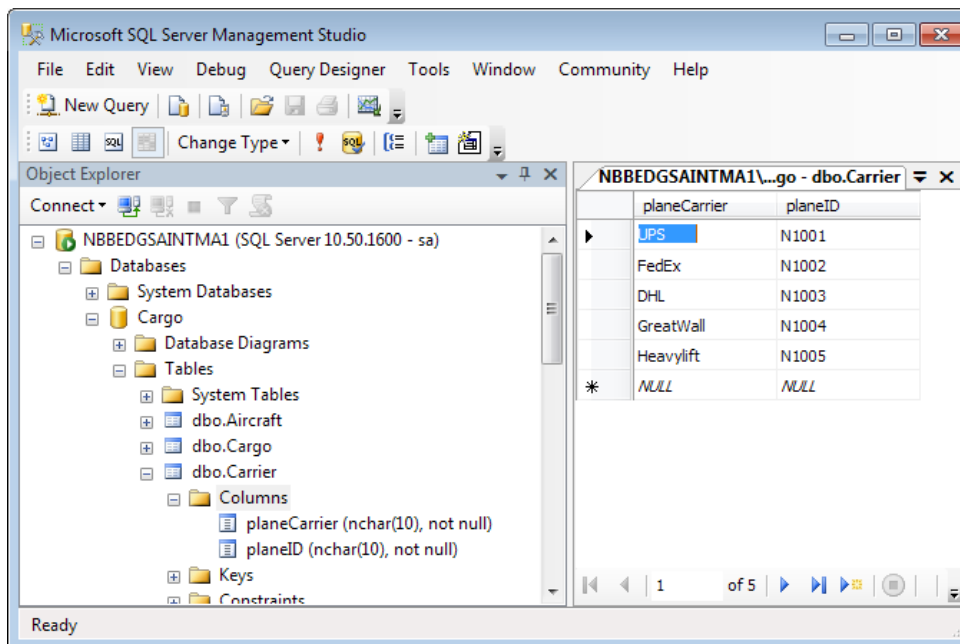 Microsoft SQL Server Management Studio
File Edit View Debug Query Designer Tools Window Community Help
New Query
SQL Change Type SQL
Object Explorer
Connect
NBBEDGSAINTMA1 (SQL Server 10.50.1600 - sa)
Databases
System Databases
Cargo
Database Diagrams
Tables
System Tables
dbo.Aircraft
dbo.Cargo
dbo.Carrier
Columns
planeCarrier (nchar(10), not null)
planeID (nchar(10), not null)
Keys
Constraints
NBBEDGSAINTMA1\...go - dbo.Carrier
planeCarrier planeID
UPS N1001
FedEx N1002
DHL N1003
GreatWall N1004
Heavylift N1005
NULL NULL
1 of 5
Ready